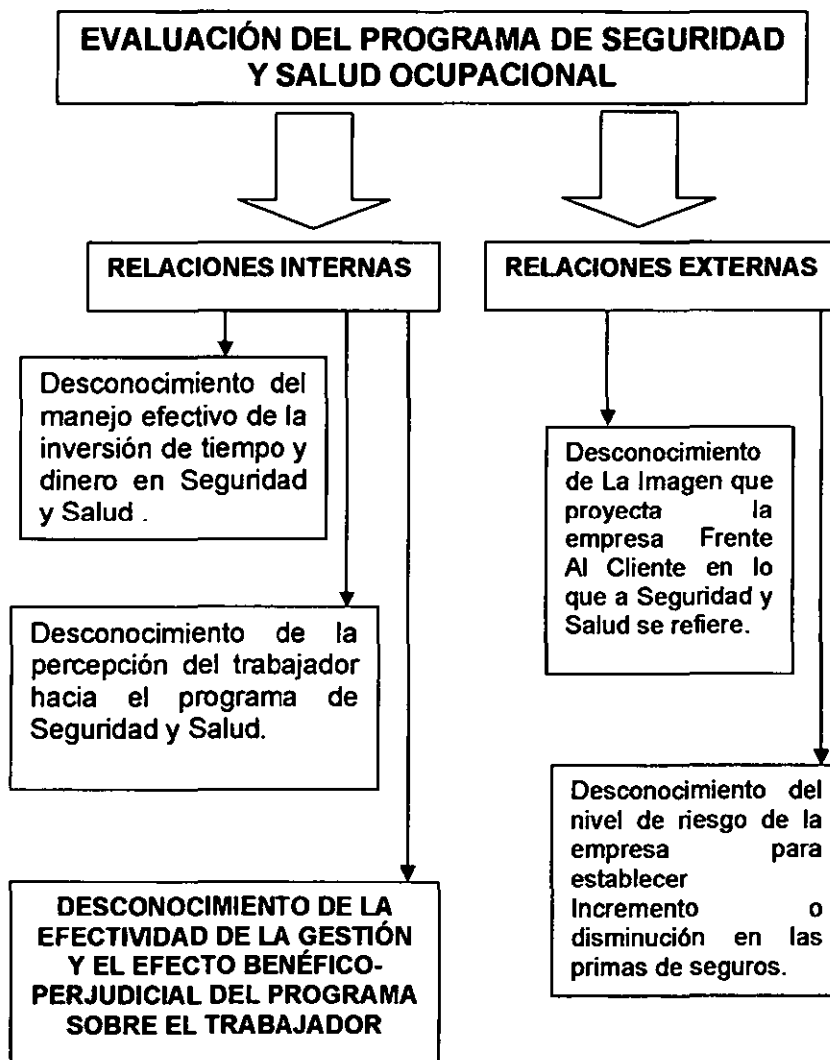 EVALUACIÓN DEL PROGRAMA DE SEGURIDAD
Y SALUD OCUPACIONAL
RELACIONES INTERNAS
Desconocimiento del
manejo efectivo de la
inversión de tiempo y
dinero en Seguridad
y Salud .
Desconocimiento de la
percepción del trabajador
hacia el programa de
Seguridad y Salud.
DESCONOCIMIENTO DE LA
EFECTIVIDAD DE LA GESTIÓN
Y EL EFECTO BENÉFICO-
PERJUDICIAL DEL PROGRAMA
SOBRE EL TRABAJADOR
RELACIONES EXTERNAS
Desconocimiento
de La Imagen que
proyecta la
empresa Frente
Al Cliente en lo
que a Seguridad y
Salud se refiere.
Desconocimiento del
nivel de riesgo de la
empresa para
establecer
Incremento o
disminución en las
primas de seguros.